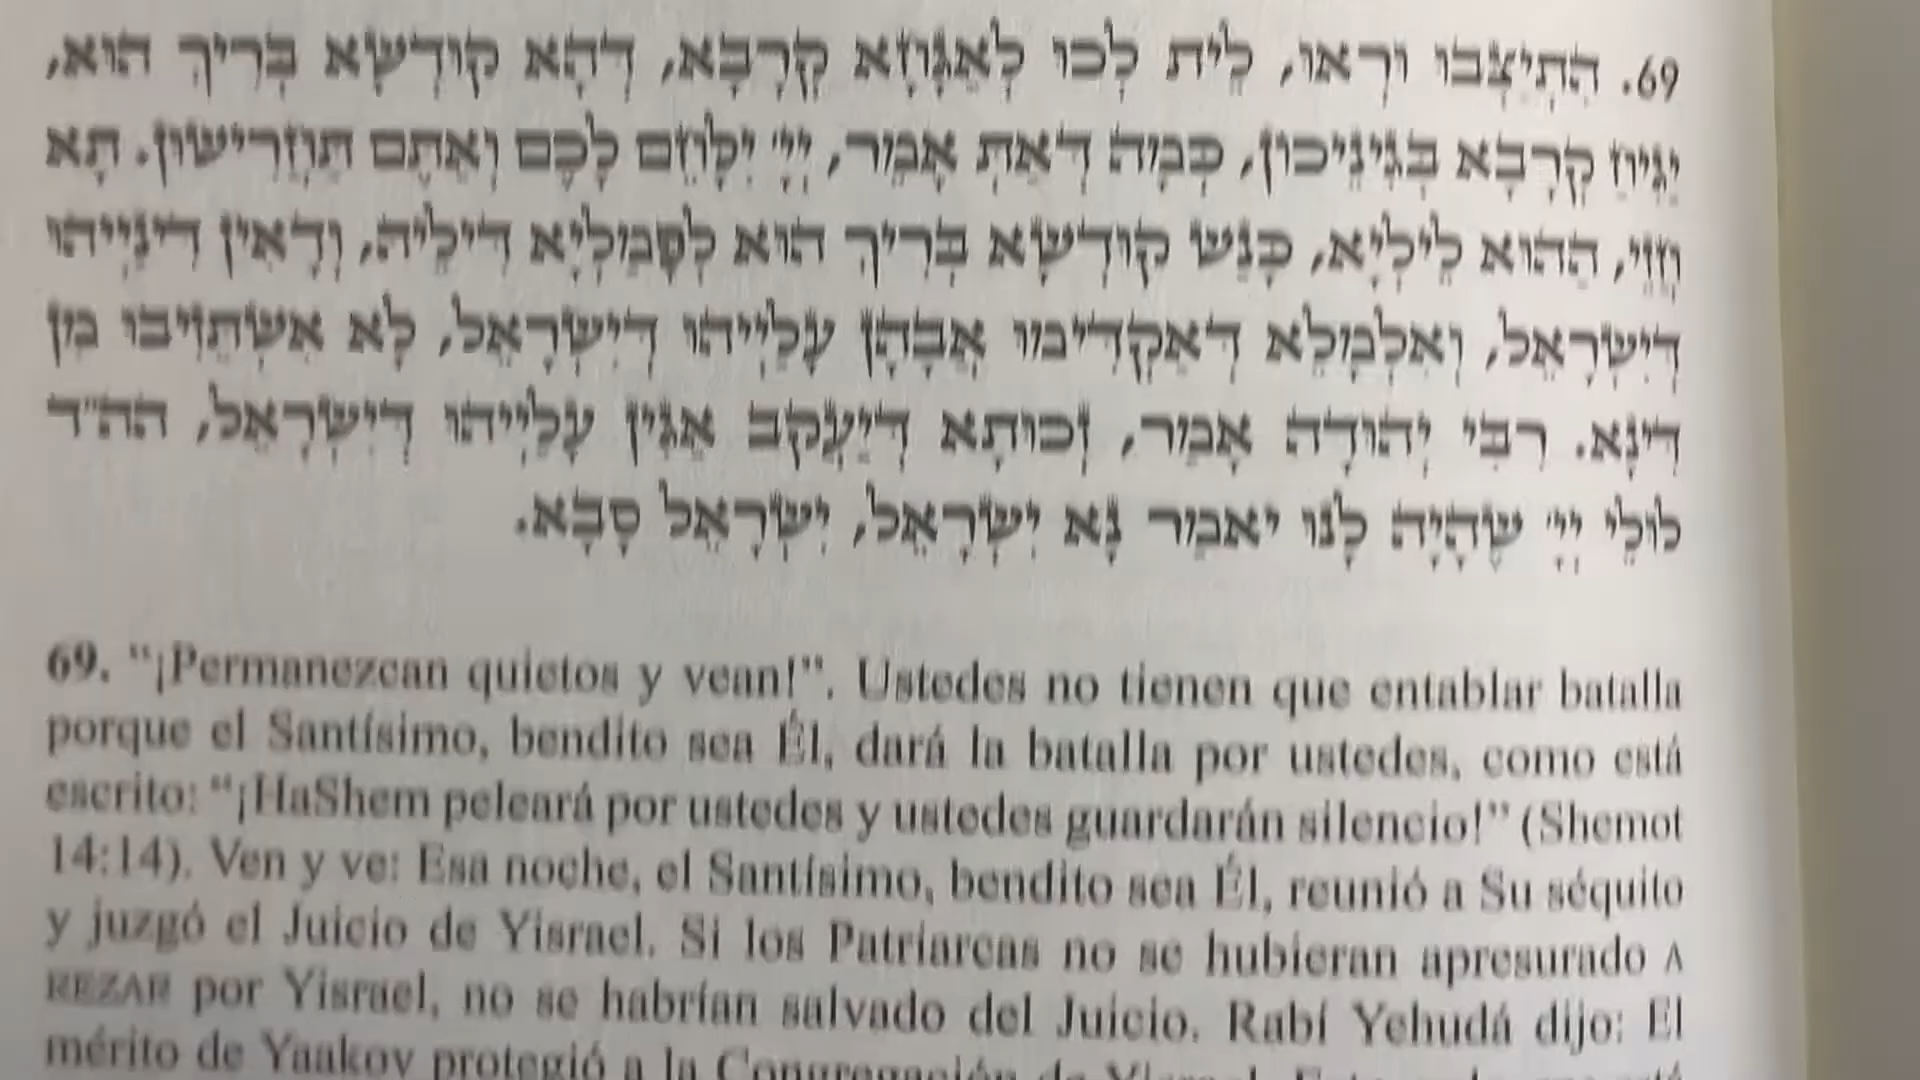 69. הִתְיַצְּבוּ וּרְאוּ, לֵית לְכוּ לְאַגָּחָא קְרָבָא, דְּהָא קוּדְשָׁא בְּרִיךְ הוּא,
יַגִּיחַ קְרָבָא בְּגִינֵיכוֹן, כְּמָה דְּאַתְּ אָמֵר, יְיָ' יִלָּחֵם לָכֶם וְאַתֶּם תַּחֲרִישׁוּן. תָּא
חֲזֵי, הַהוּא לֵילְיָא, כָּנַשׁ קוּדְשָׁא בְּרִיךְ הוּא לְפָמַלְיָא דִּילֵיהּ, וְדָאִין דִּינַיְיהוּ
דְּיִשְׂרָאֵל, וְאִלְמָלֵא דְּאַקְדִּימוּ אֲבָהָן עָלַיְיהוּ דְּיִשְׂרָאֵל, לָא אִשְׁתֵּזִיבוּ מִן
דִּינָא. רִבִּי יְהוּדָה אָמַר, זְכוּתָא דְּיַעֲקֹב אַגִּין עָלַיְיהוּ דְּיִשְׂרָאֵל, הה"ד
לוּלֵי יְיָ' שֶׁהָיָה לָנוּ יֹאמַר נָא יִשְׂרָאֵל, יִשְׂרָאֵל סָבָא.
69. “¡Permanezcan quietos y vean!”. Ustedes no tienen que entablar batalla
porque el Santísimo, bendito sea Él, dará la batalla por ustedes, como está
escrito: “¡HaShem peleará por ustedes y ustedes guardarán silencio!” (Shemot
14:14). Ven y ve: Esa noche, el Santísimo, bendito sea Él, reunió a Su séquito
y juzgó el Juicio de Yisrael. Si los Patriarcas no se hubieran apresurado A
REZAR por Yisrael, no se habrían salvado del Juicio. Rabí Yehudá dijo: El
mérito de Yaakov protegió a la Congregación de Yisrael.